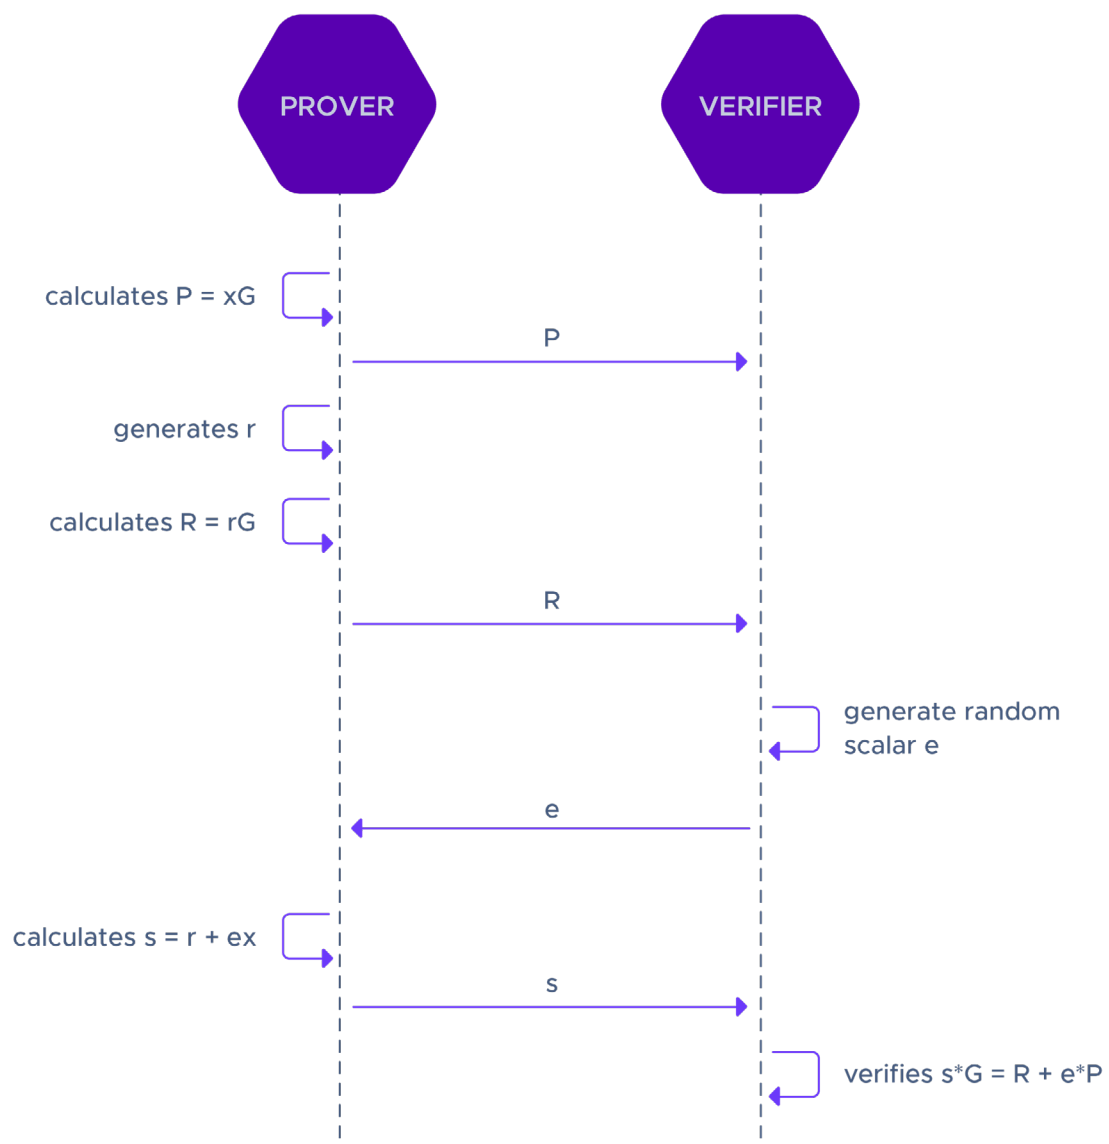 PROVER
VERIFIER
calculates P = xG
P
generates r
calculates R = rG
R
generate random
scalar e
e
calculates s = r + ex
s
verifies s*G = R + e*P